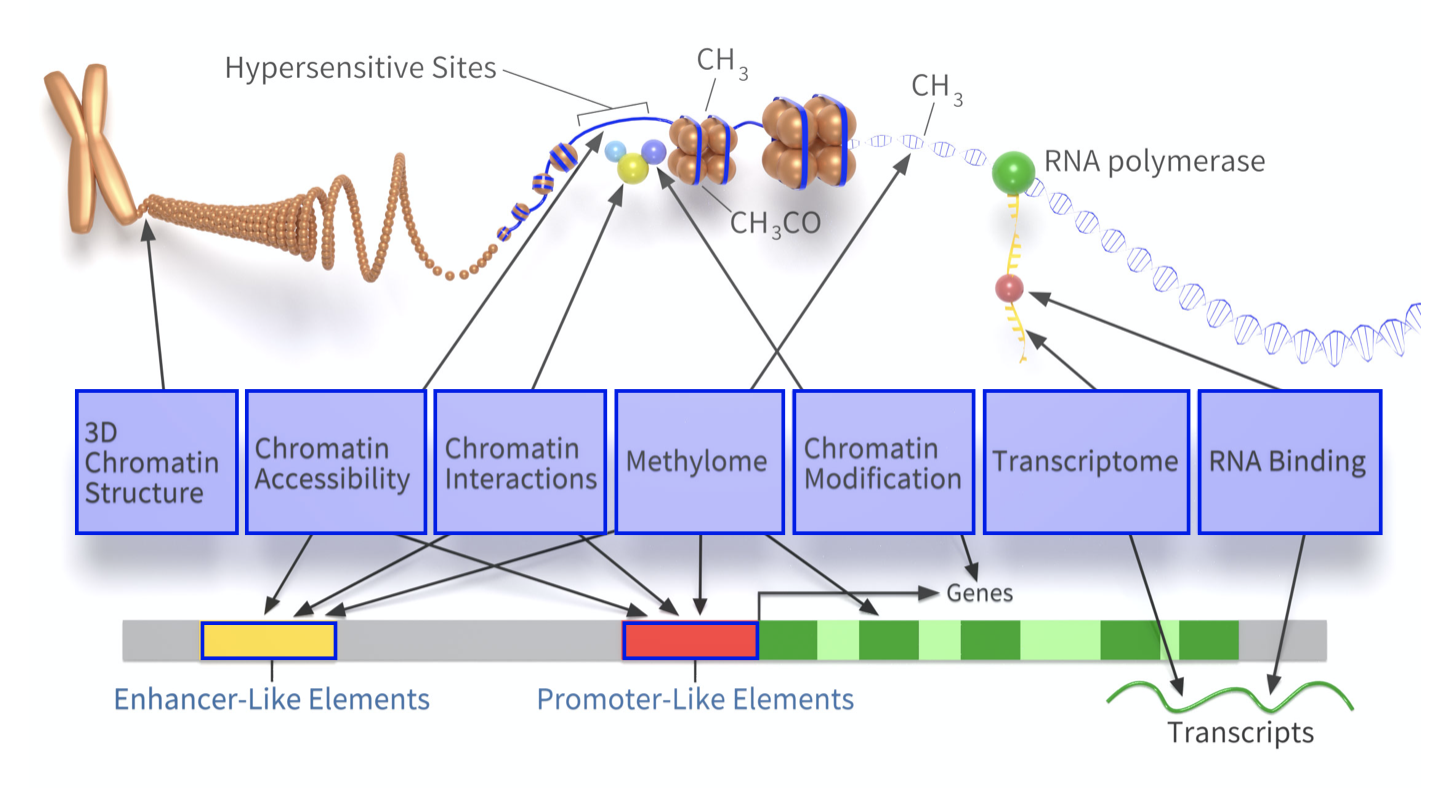 Hypersensitive Sites
CH3
CH3
RNA polymerase
CH3CO
3D
Chromatin
Structure
Chromatin
Accessibility
Chromatin
Interactions
Methylome
Chromatin
Modification
Transcriptome
RNA Binding
Genes
Enhancer-Like Elements
Promoter-Like Elements
Transcripts